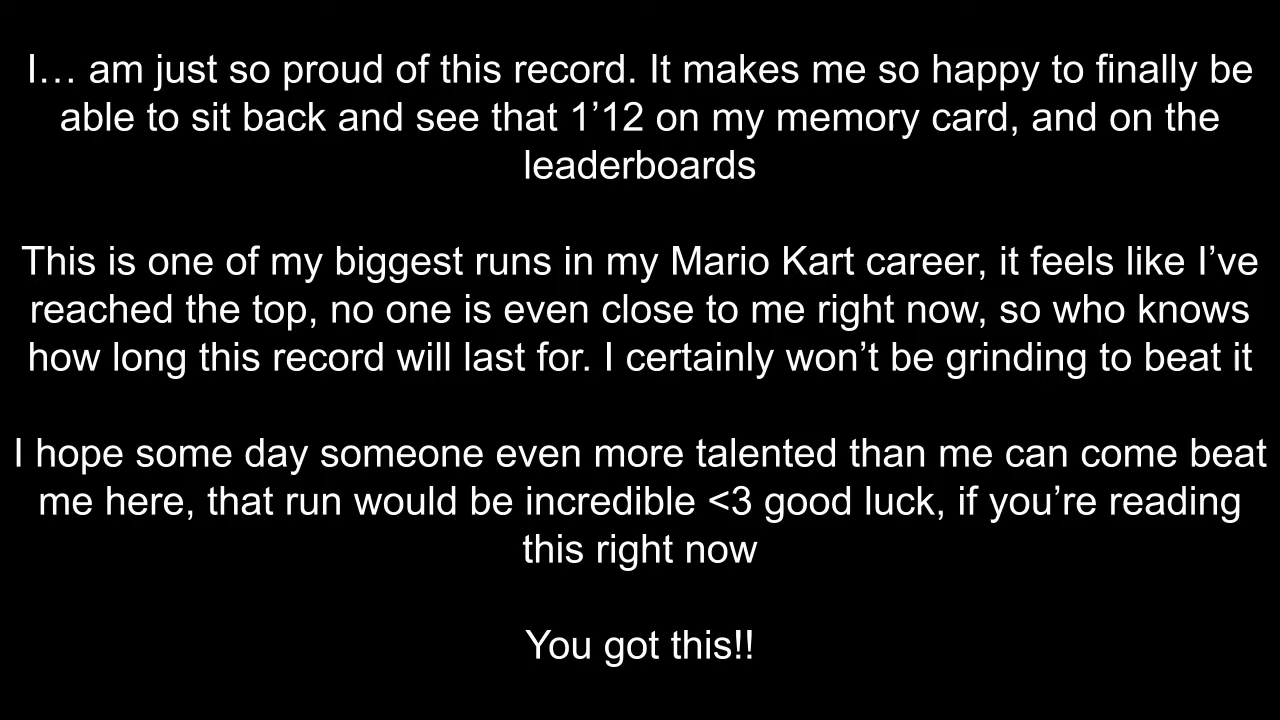 I… am just so proud of this record. It makes me so happy to finally be
able to sit back and see that 1’12 on my memory card, and on the
leaderboards
This is one of my biggest runs in my Mario Kart career, it feels like I’ve
reached the top, no one is even close to me right now, so who knows
how long this record will last for. I certainly won’t be grinding to beat it
I hope some day someone even more talented than me can come beat
me here, that run would be incredible <3 good luck, if you’re reading
this right now
You got this!!